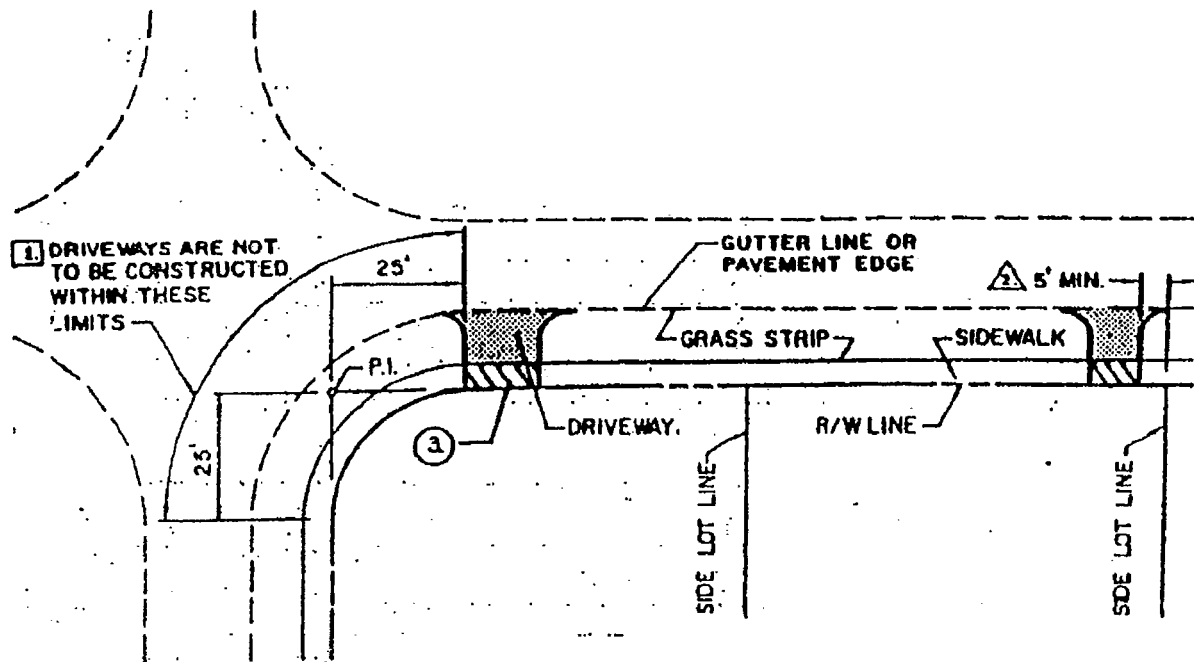 1. DRIVEWAYS ARE NOT
TO BE CONSTRUCTED
WITHIN THESE
LIMITS
25'
GUTTER LINE OR
PAVEMENT EDGE
2. 5' MIN.
GRASS STRIP
SIDEWALK
P.I.
DRIVEWAY.
R/W LINE
3
25'
SIDE LOT LINE
SIDE LOT LINE